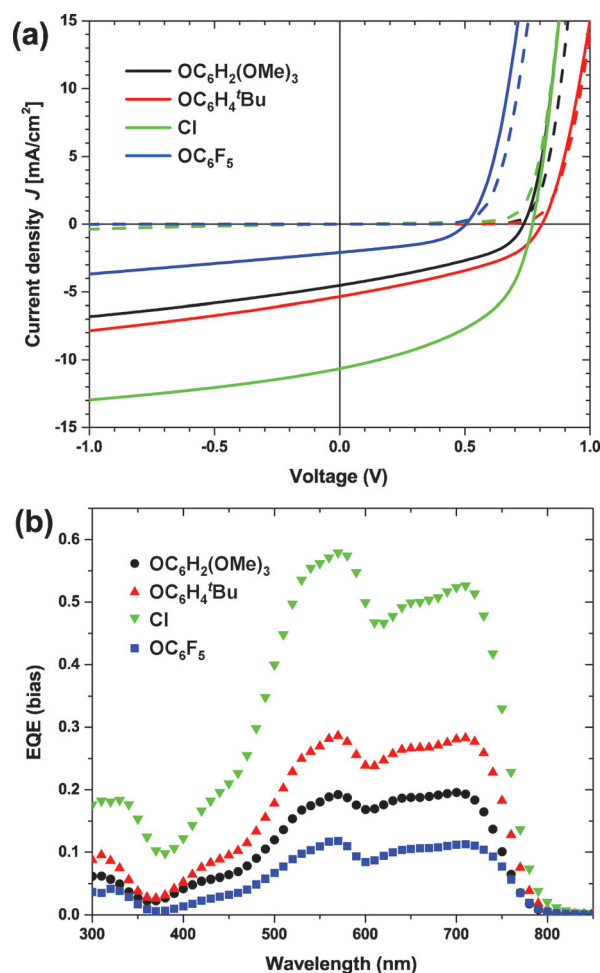 (a)
15
10
5
0
-5
-10
-15
Current density J [mA/cm²]
OC₆H₂(OMe)₃
OC₆H₄ᵗBu
Cl
OC₆F₅
-1.0 -0.5 0.0 0.5 1.0
Voltage (V)
(b)
0.6
0.5
0.4
0.3
0.2
0.1
0.0
EQE (bias)
OC₆H₂(OMe)₃
OC₆H₄ᵗBu
Cl
OC₆F₅
300 400 500 600 700 800
Wavelength (nm)